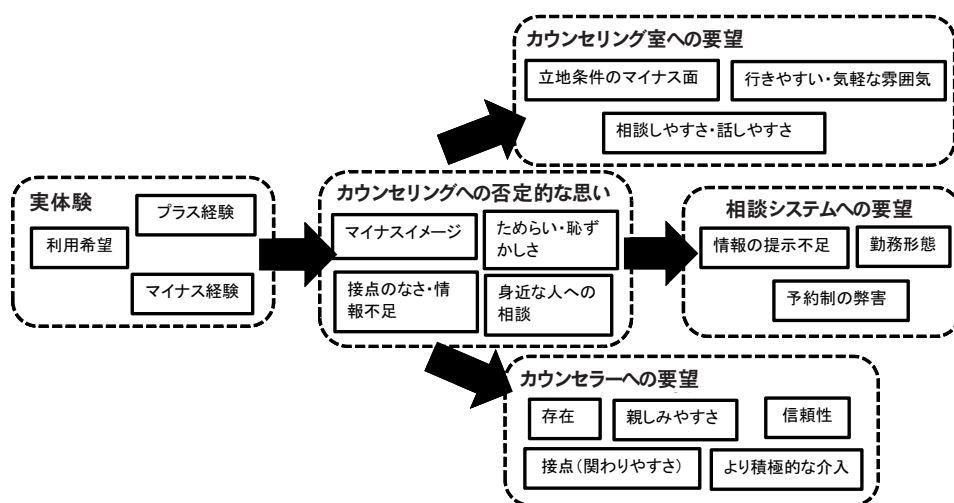 カウンセリング室への要望
立地条件のマイナス面
行きやすい・気軽な雰囲気
相談しやすさ・話しやすさ
実体験
プラス経験
利用希望
マイナス経験
カウンセリングへの否定的な思い
マイナスイメージ
ためらい・恥ず
かしさ
接点のなさ・情
報不足
身近な人への
相談
相談システムへの要望
情報の提示不足
勤務形態
予約制の弊害
カウンセラーへの要望
存在
親しみやすさ
信頼性
接点（関わりやすさ）
より積極的な介入